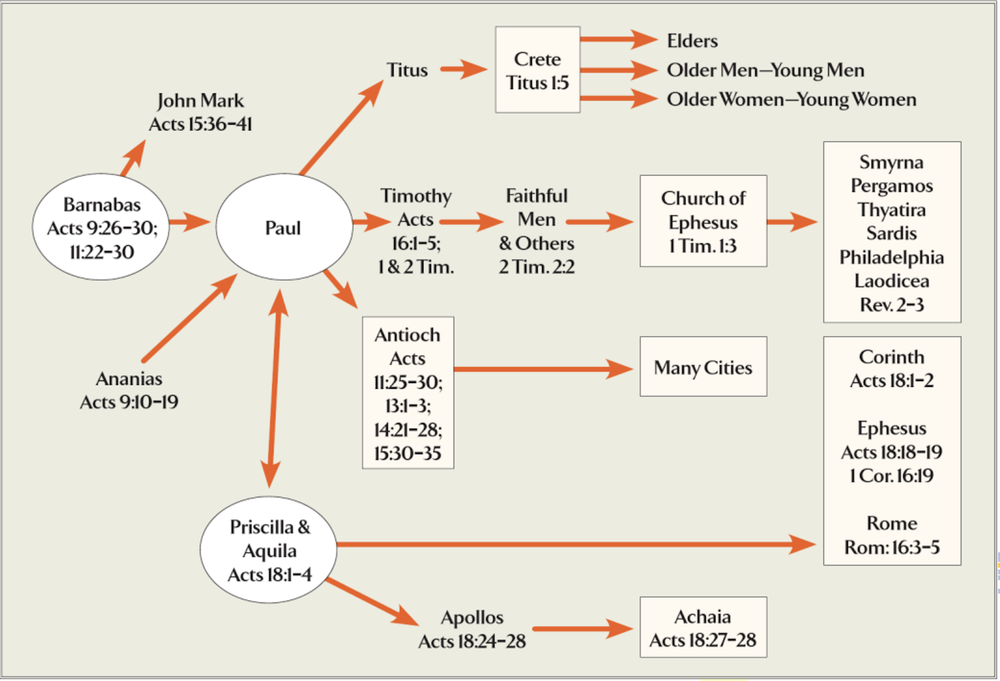 Titus
Crete
Titus 1:5
Elders
Older Men—Young Men
Older Women—Young Women
John Mark
Acts 15:36–41
Barnabas
Acts 9:26–30;
11:22–30
Paul
Timothy
Acts
16:1–5;
1 & 2 Tim.
Faithful
Men
& Others
2 Tim. 2:2
Church of
Ephesus
1 Tim. 1:3
Smyrna
Pergamos
Thyatira
Sardis
Philadelphia
Laodicea
Rev. 2–3
Ananias
Acts 9:10–19
Antioch
Acts
11:25–30;
13:1–3;
14:21–28;
15:30–35
Many Cities
Corinth
Acts 18:1–2
Ephesus
Acts 18:18–19
1 Cor. 16:19
Rome
Rom: 16:3–5
Priscilla &
Aquila
Acts 18:1–4
Apollos
Acts 18:24–28
Achaia
Acts 18:27–28